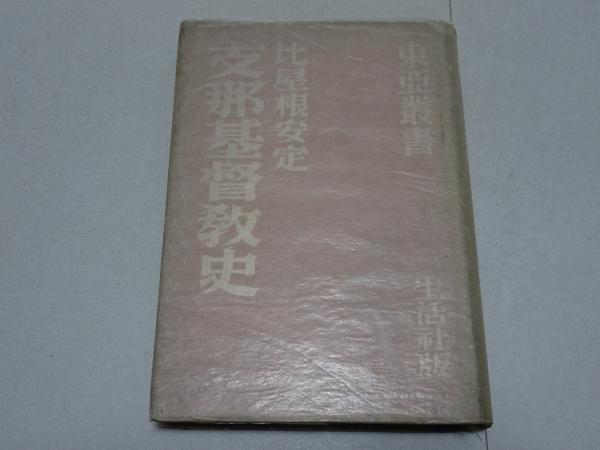 東亞叢書
生活社版
比屋根安定
支那基督教史